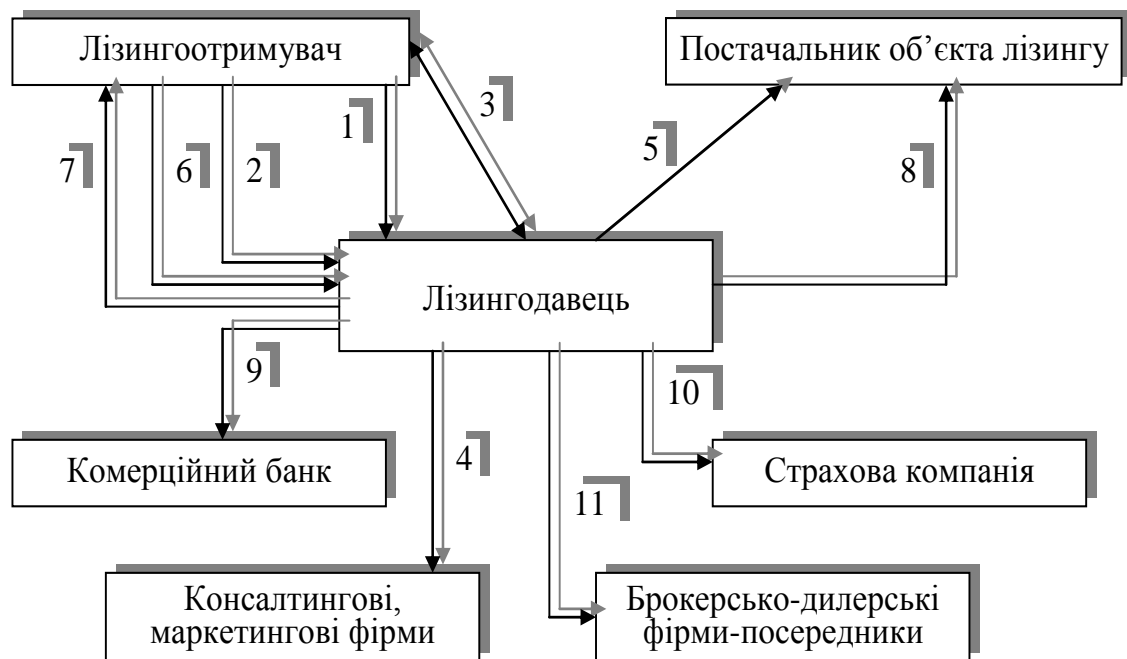 Лізингоотримувач
Постачальник об’єкта лізингу
3
1
5
7
6
2
8
Лізингодавець
9
10
Комерційний банк
4
Страхова компанія
11
Консалтингові,
маркетингові фірми
Брокерсько-дилерські
фірми-посередники